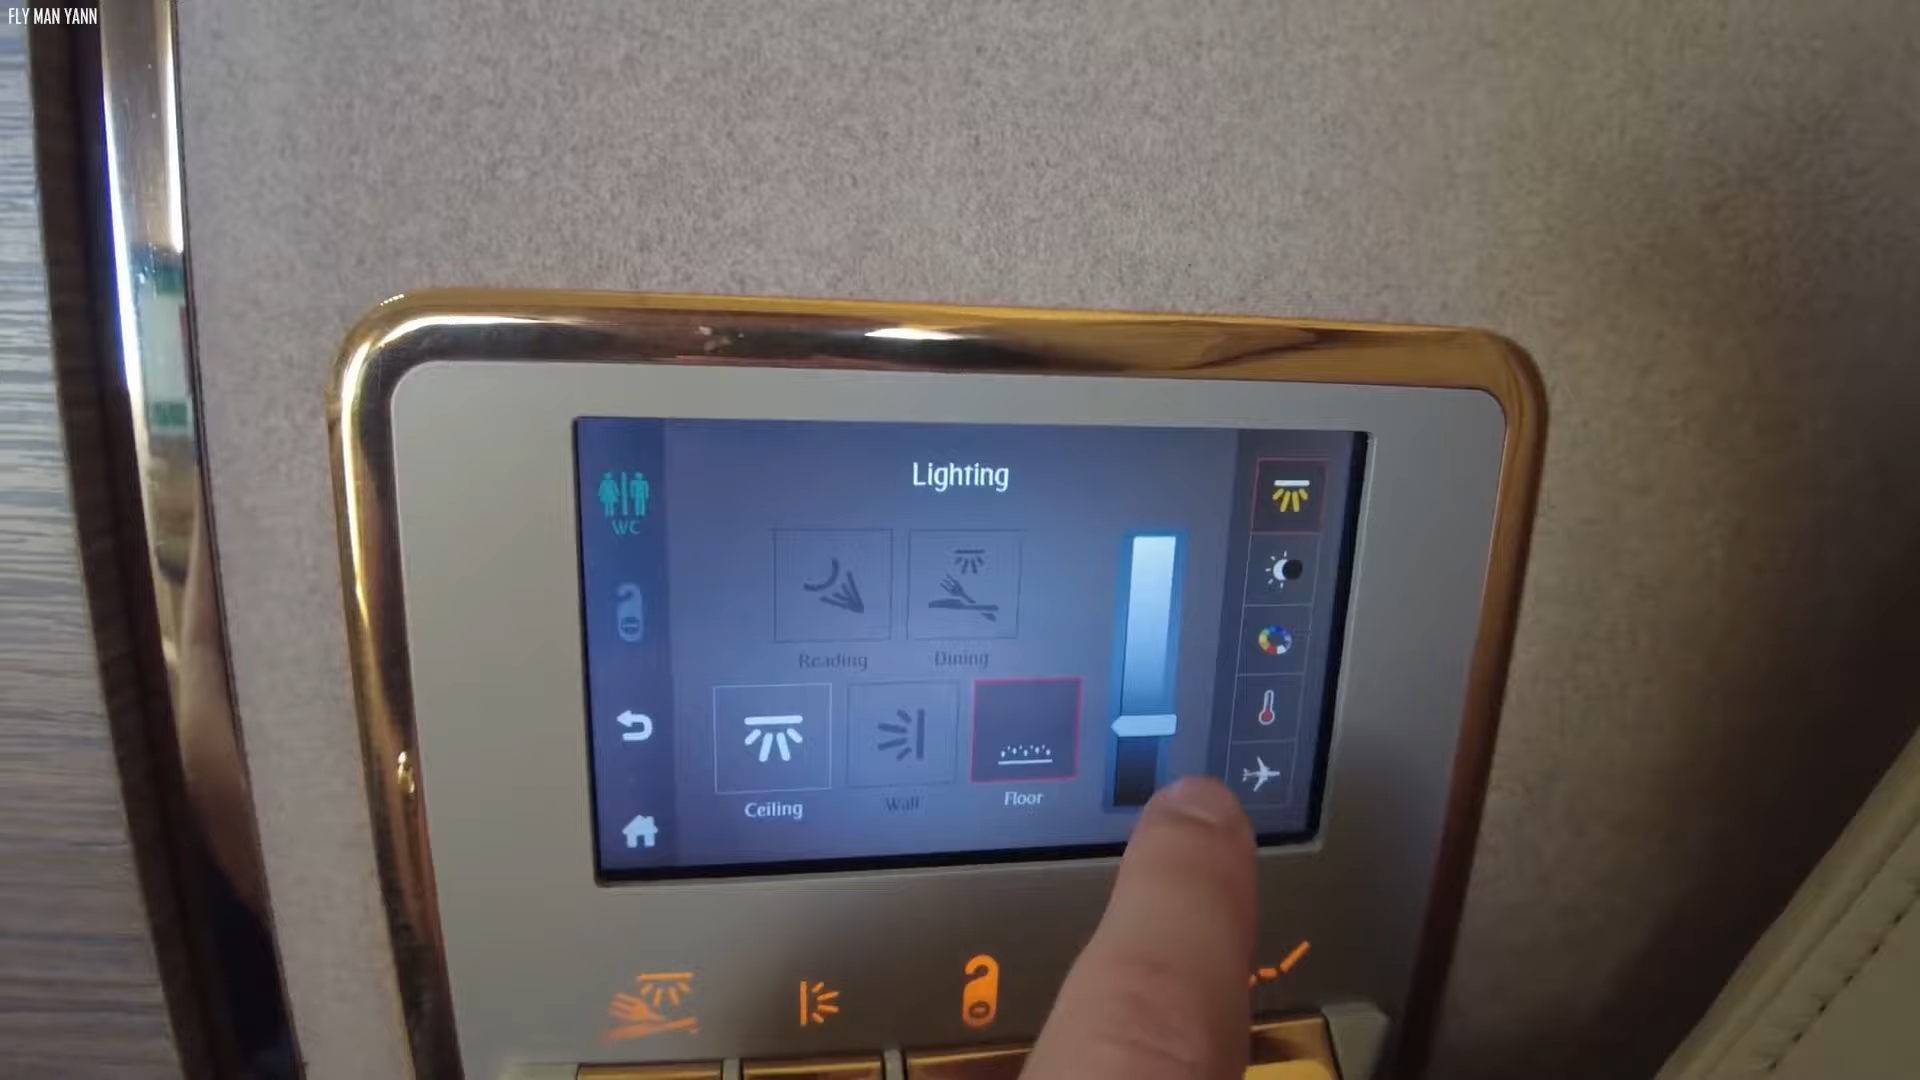 FLY MAN YANN
Lighting
WC
Reading
Dining
Ceiling
Wall
Floor